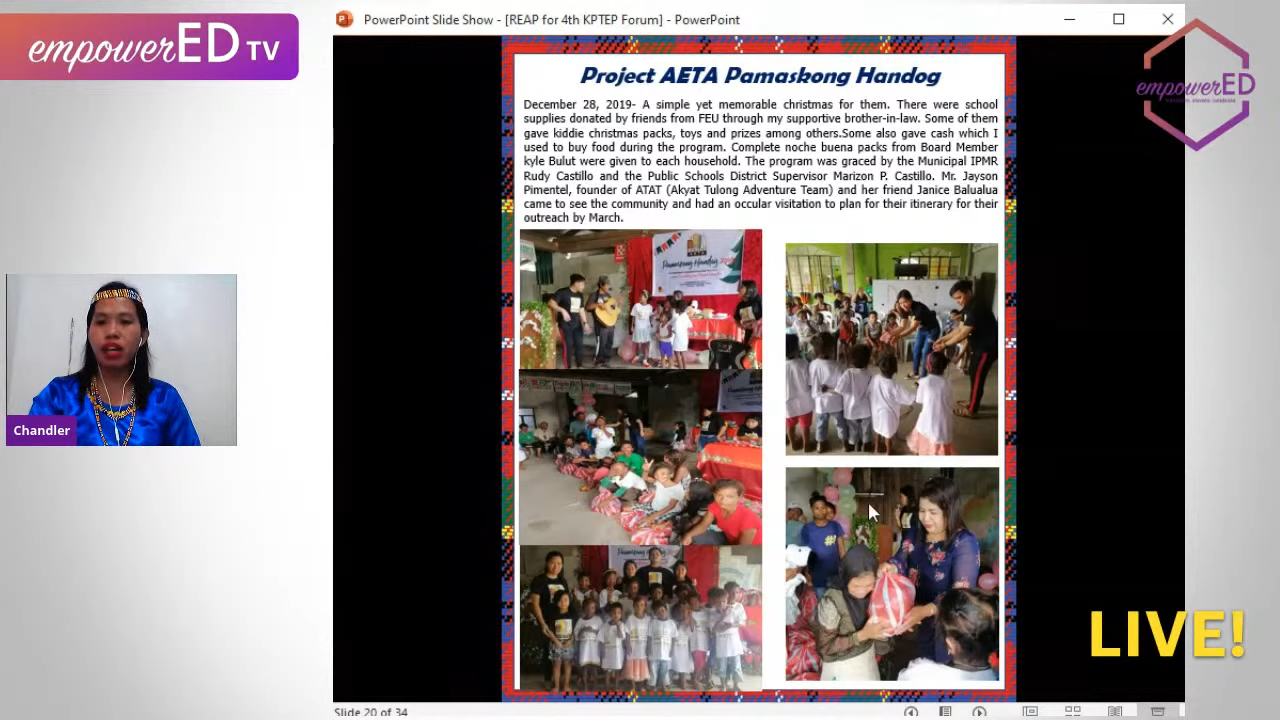 empowerED TV
PowerPoint Slide Show - [REAP for 4th KPTEP Forum] - PowerPoint
empowerED
Project AETA Pamaskong Handog
December 28, 2019- A simple yet memorable christmas for them. There were school
supplies donated by friends from FEU through my supportive brother-in-law. Some of them
gave kiddie christmas packs, toys and prizes among others.Some also gave cash which I
used to buy food during the program. Complete noche buena packs from Board Member
kyle Bulut were given to each household. The program was graced by the Municipal IPMR
Rudy Castillo and the Public Schools District Supervisor Marizon P. Castillo. Mr. Jayson
Pimentel, founder of ATAT (Akyat Tulong Adventure Team) and her friend Janice Balualua
came to see the community and had an occular visitation to plan for their itinerary for their
outreach by March.
AETA
Pamaskong Handog
Chandler
LIVE!
Slide 20 of 34